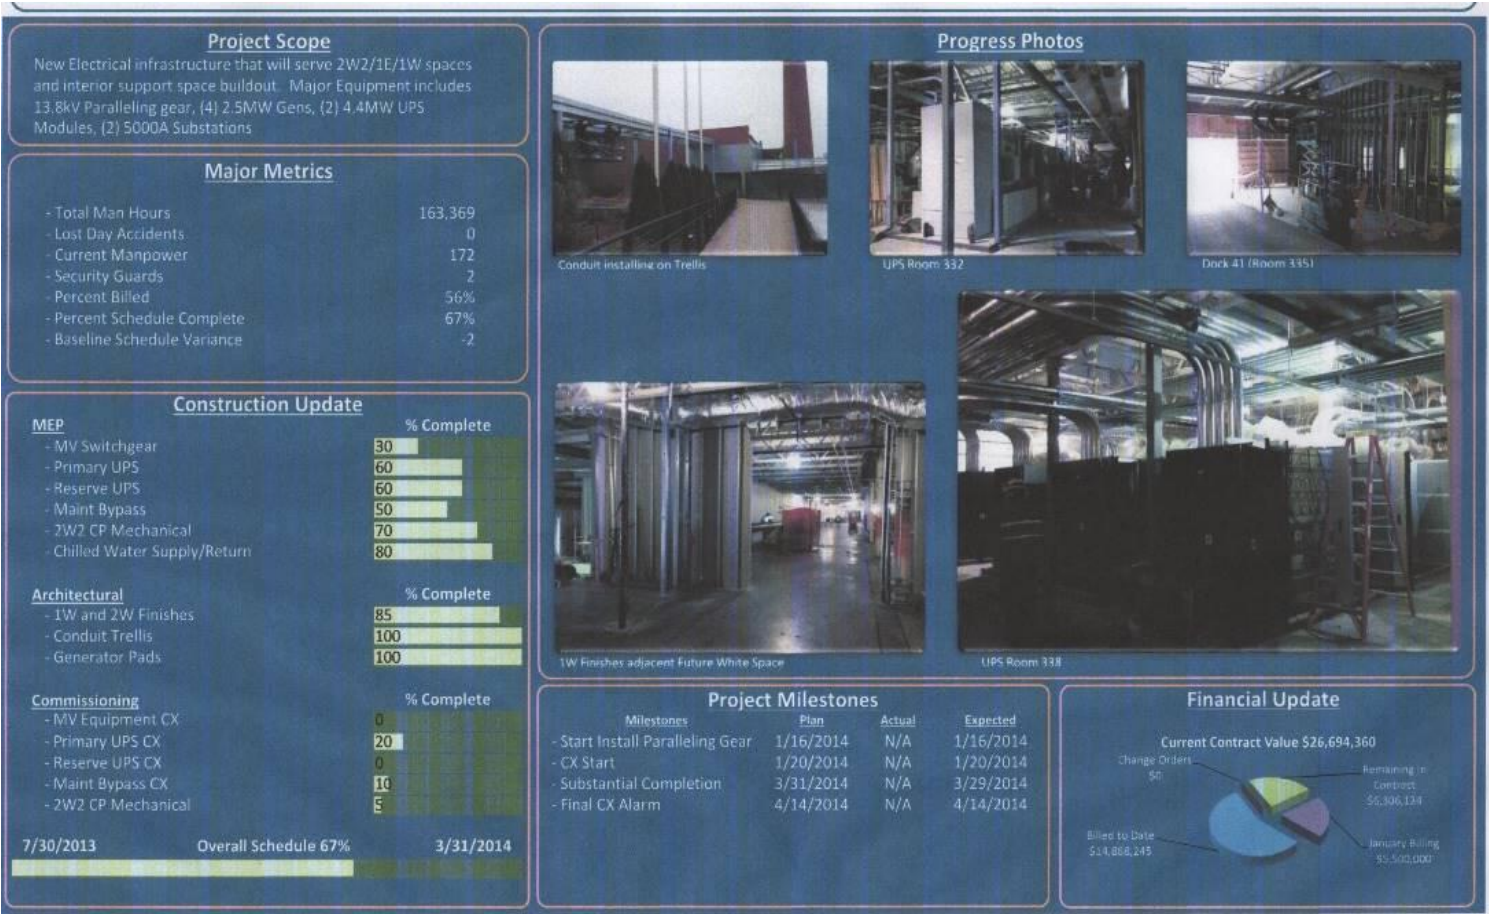 Project Scope
New Electrical infrastructure that will serve 2W2/1E/1W spaces
and interior support space buildout. Major Equipment includes
13.8kV Paralleling gear, (4) 2.5MW Gens, (2) 4.4MW UPS
Modules, (2) 5000A Substations
Major Metrics
- Total Man Hours 163,369
- Lost Day Accidents 0
- Current Manpower 172
- Security Guards 2
- Percent Billed 56%
- Percent Schedule Complete 67%
- Baseline Schedule Variance -2
Construction Update
MEP % Complete
- MV Switchgear 30
- Primary UPS 60
- Reserve UPS 60
- Maint Bypass 50
- 2W2 CP Mechanical 70
- Chilled Water Supply/Return 80
Architectural % Complete
- 1W and 2W Finishes 85
- Conduit Trellis 100
- Generator Pads 100
Commissioning % Complete
- MV Equipment CX 0
- Primary UPS CX 20
- Reserve UPS CX 0
- Maint Bypass CX 10
- 2W2 CP Mechanical 5
7/30/2013 Overall Schedule 67% 3/31/2014
Progress Photos
Conduit installing on Trellis
UPS Room 332
Dock 41 (Room 335)
1W Finishes adjacent Future White Space
UPS Room 338
Project Milestones
Milestones Plan Actual Expected
- Start Install Paralleling Gear 1/16/2014 N/A 1/16/2014
- CX Start 1/20/2014 N/A 1/20/2014
- Substantial Completion 3/31/2014 N/A 3/29/2014
- Final CX Alarm 4/14/2014 N/A 4/14/2014
Financial Update
Current Contract Value $26,694,360
Change Orders
$0
Remaining in
Contract
Billed to Date
January Billing
$5,500,000